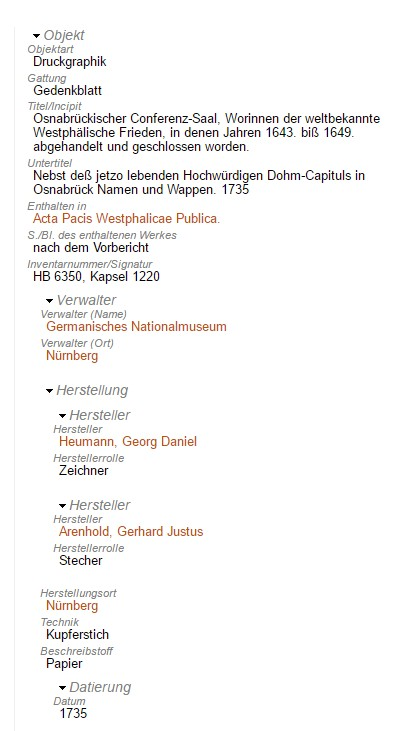 Objekt
Objektart
Druckgraphik
Gattung
Gedenkblatt
Titel/Incipit
Osnabrückischer Conferenz-Saal, Worinnen der weltbekannte
Westphälische Frieden, in denen Jahren 1643. biß 1649.
abgehandelt und geschlossen worden.
Untertitel
Nebst deß jetzo lebenden Hochwürdigen Dohm-Capituls in
Osnabrück Namen und Wappen. 1735
Enthalten in
Acta Pacis Westphalicae Publica.
S./Bl. des enthaltenen Werkes
nach dem Vorbericht
Inventarnummer/Signatur
HB 6350, Kapsel 1220
Verwalter
Verwalter (Name)
Germanisches Nationalmuseum
Verwalter (Ort)
Nürnberg
Herstellung
Hersteller
Hersteller
Heumann, Georg Daniel
Herstellerrolle
Zeichner
Hersteller
Hersteller
Arenhold, Gerhard Justus
Herstellerrolle
Stecher
Herstellungsort
Nürnberg
Technik
Kupferstich
Beschreibstoff
Papier
Datierung
Datum
1735